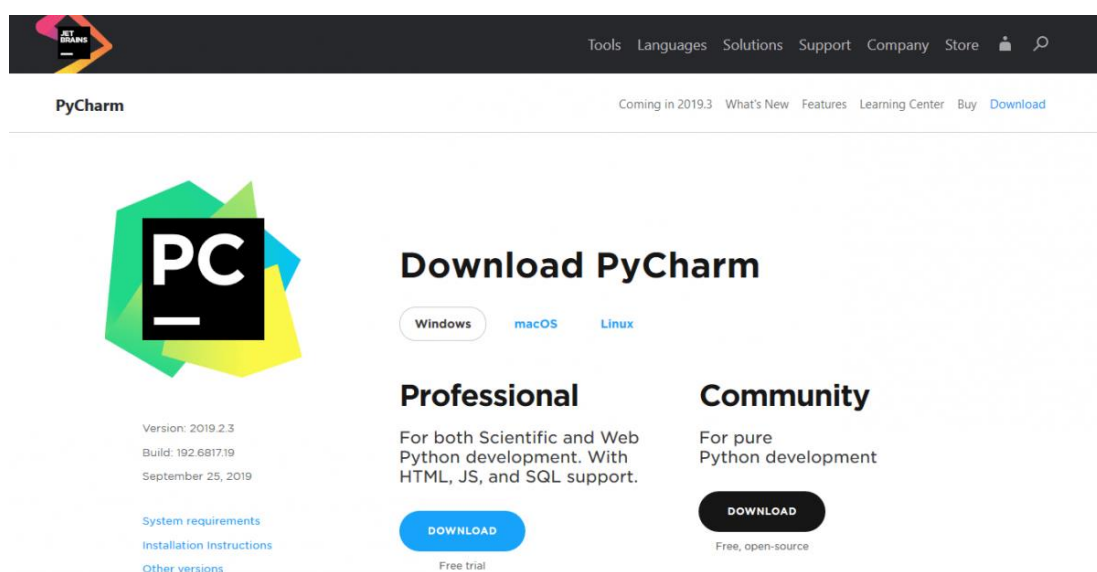 JET
BRAINS
Tools Languages Solutions Support Company Store
PyCharm
Coming in 2019.3 What's New Features Learning Center Buy Download
PC
Download PyCharm
Windows macOS Linux
Professional
For both Scientific and Web
Python development. With
HTML, JS, and SQL support.
DOWNLOAD
Free trial
Community
For pure
Python development
DOWNLOAD
Free, open-source
Version: 2019.2.3
Build: 192.6817.19
September 25, 2019
System requirements
Installation Instructions
Other versions